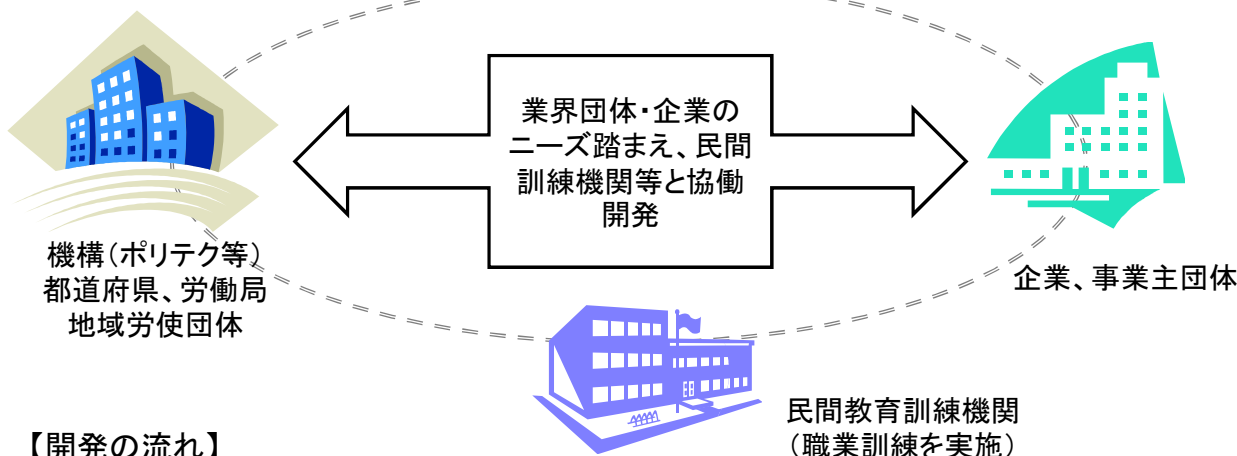 業界団体・企業の
ニーズ踏まえ、民間
訓練機関等と協働
開発
機構（ポリテク等）
都道府県、労働局
地域労使団体
企業、事業主団体
民間教育訓練機関
（職業訓練を実施）
【開発の流れ】